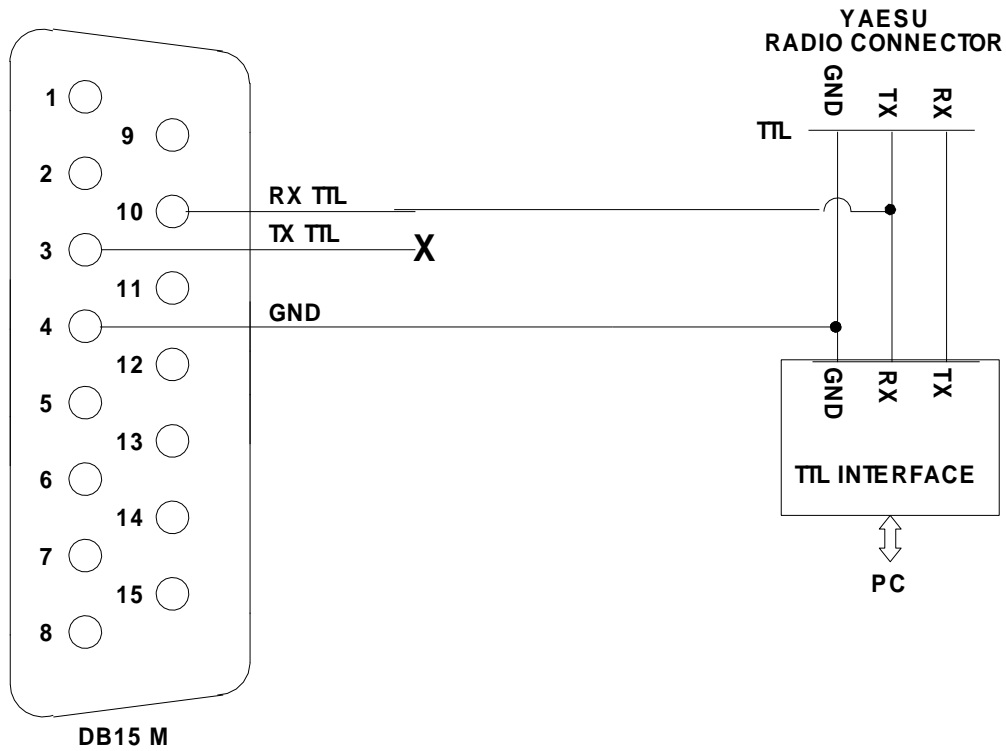 YAESU
RADIO CONNECTOR
GND
TX
RX
TTL
1
9
2
10
RX TTL
3
TX TTL
X
11
4
GND
12
5
13
6
14
7
15
8
GND
RX
TX
TTL INTERFACE
PC
DB15 M